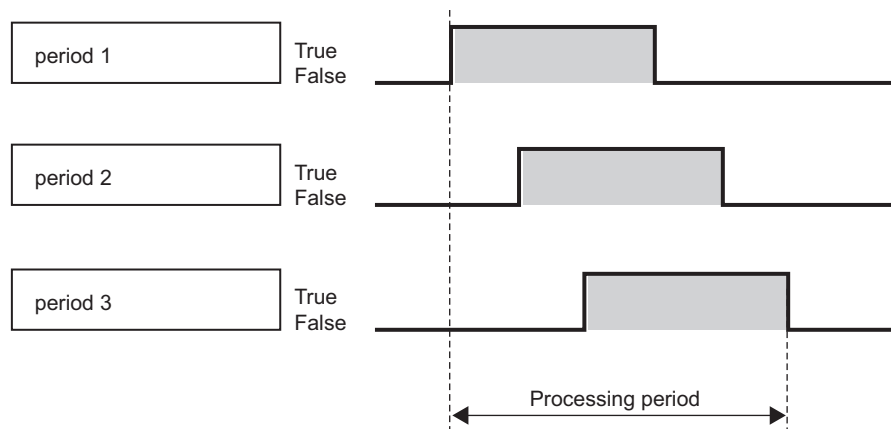 period 1
True
False
period 2
True
False
period 3
True
False
Processing period